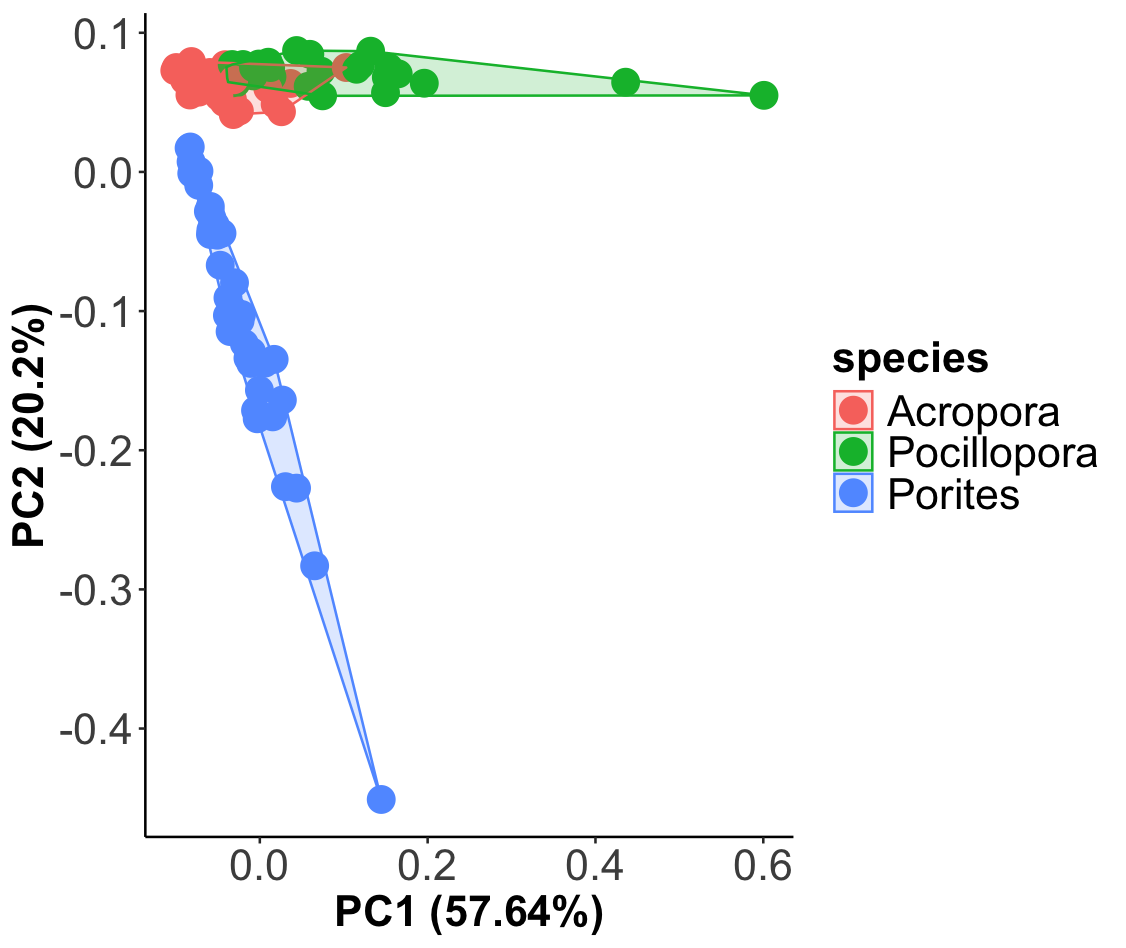 0.1
0.0
-0.1
-0.2
-0.3
-0.4
PC2 (20.2%)
0.0 0.2 0.4 0.6
PC1 (57.64%)
species
Acropora
Pocillopora
Porites